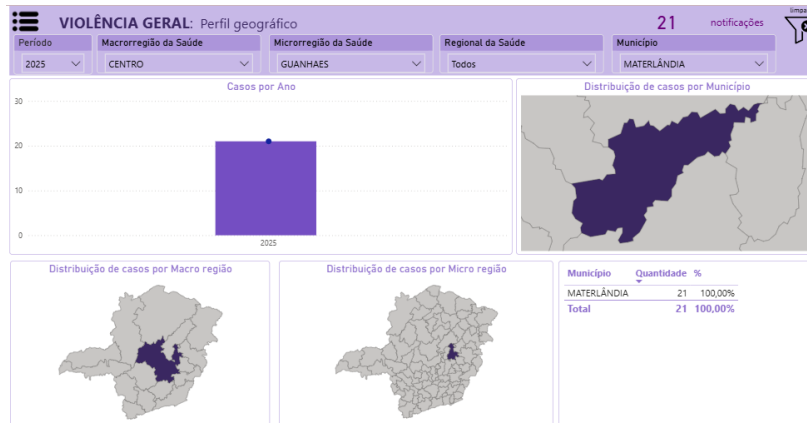 limpa
VIOLÊNCIA GERAL: Perfil geográfico
21 notificações
Período
2025
Macrorregião da Saúde
CENTRO
Microrregião da Saúde
GUANHAES
Regional da Saúde
Todos
Município
MATERLÂNDIA
Casos por Ano
30
20
10
0
2025
Distribuição de casos por Município
Distribuição de casos por Macro região
Distribuição de casos por Micro região
Município Quantidade %
MATERLÂNDIA 21 100,00%
Total 21 100,00%